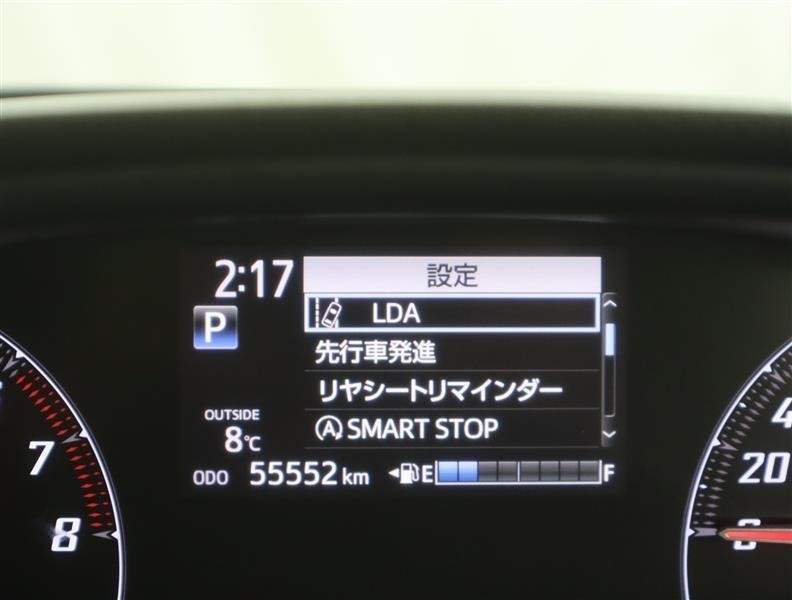 2:17
設定
P
LDA
先行車発進
リヤシートリマインダー
OUTSIDE
8℃
A SMART STOP
ODO 55552 km
E F
7
8
20
0